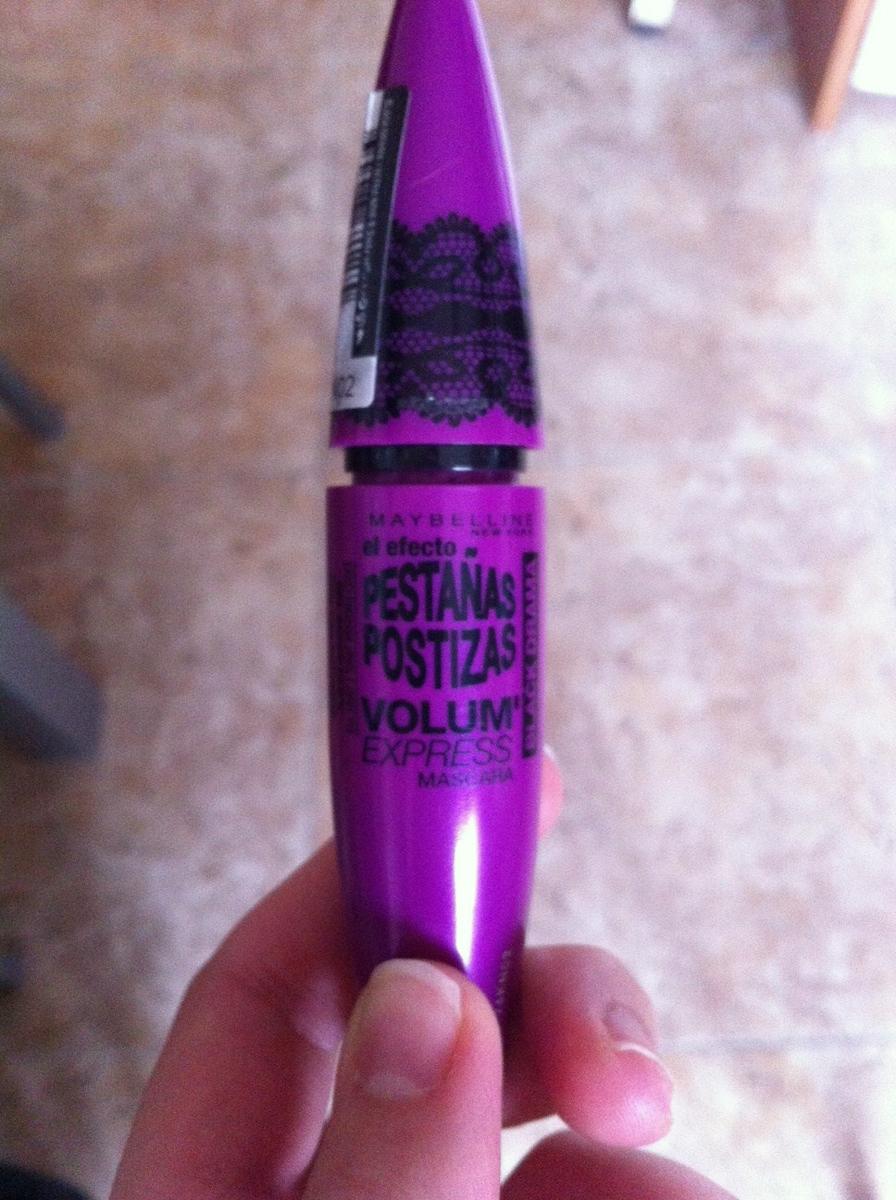 MAYBELLINE
NEW YORK
el efecto
PESTAÑAS
POSTIZAS
VOLUM'
EXPRESS
MASCARA
BLACK DRAMA